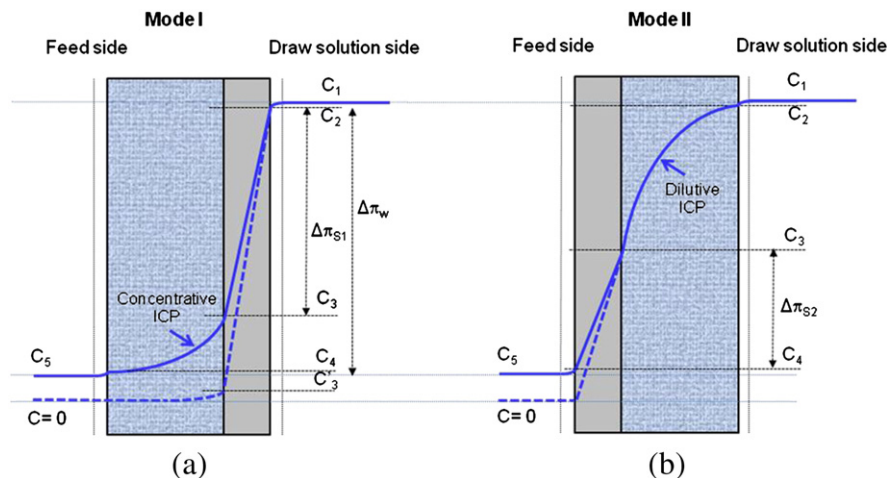 Mode I
Feed side
Draw solution side
C1
C2
Δπw
ΔπS1
Concentrative
ICP
C3
C5
C4
C'3
C= 0
(a)
Mode II
Feed side
Draw solution side
C1
C2
Dilutive
ICP
C3
ΔπS2
C5
C4
C= 0
(b)